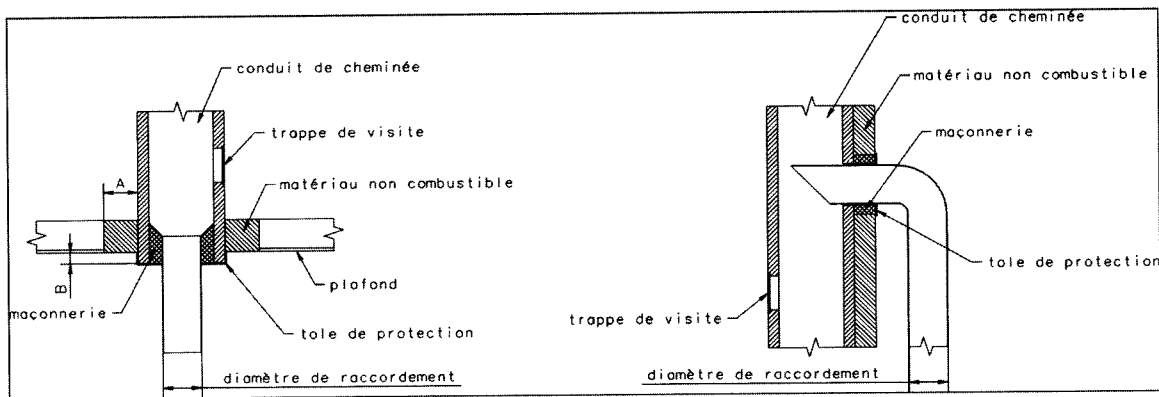 conduit de cheminée
trappe de visite
A
matériau non combustible
B
plafond
maçonnerie
tole de protection
diamètre de raccordement
conduit de cheminée
matériau non combustible
maçonnerie
tole de protection
trappe de visite
diamètre de raccordement